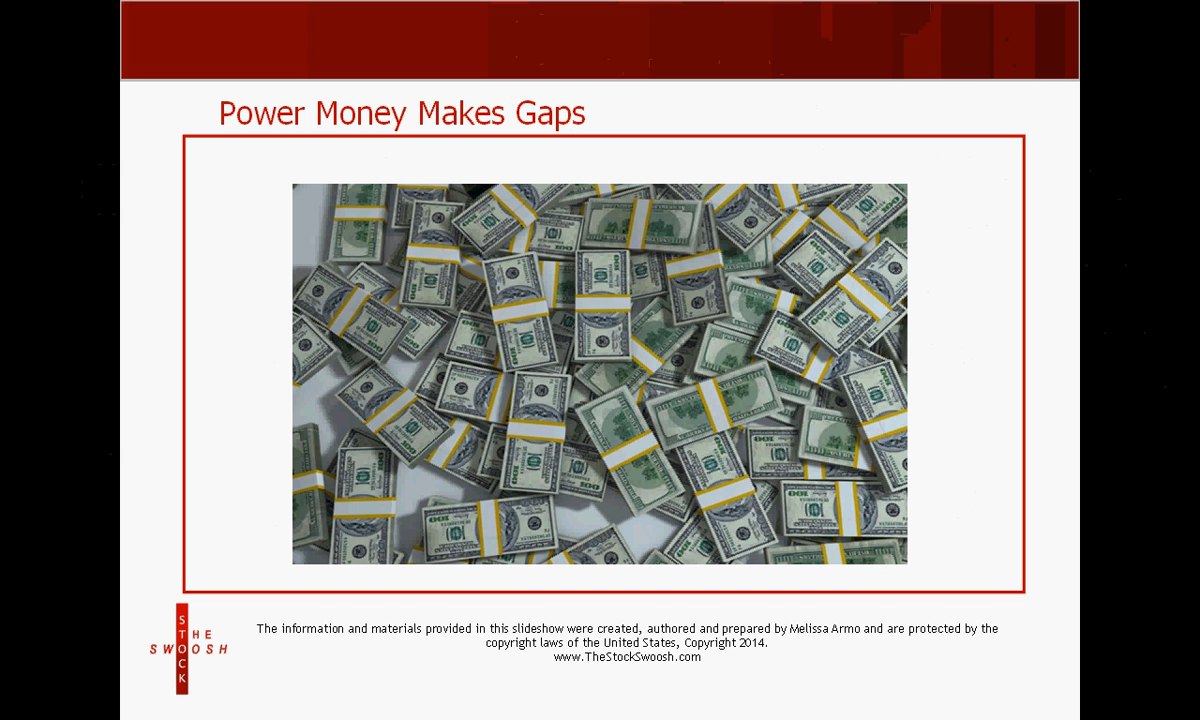 Power Money Makes Gaps
THE
STOCK
SWOOSH
The information and materials provided in this slideshow were created, authored and prepared by Melissa Armo and are protected by the
copyright laws of the United States, Copyright 2014.
www.TheStockSwoosh.com